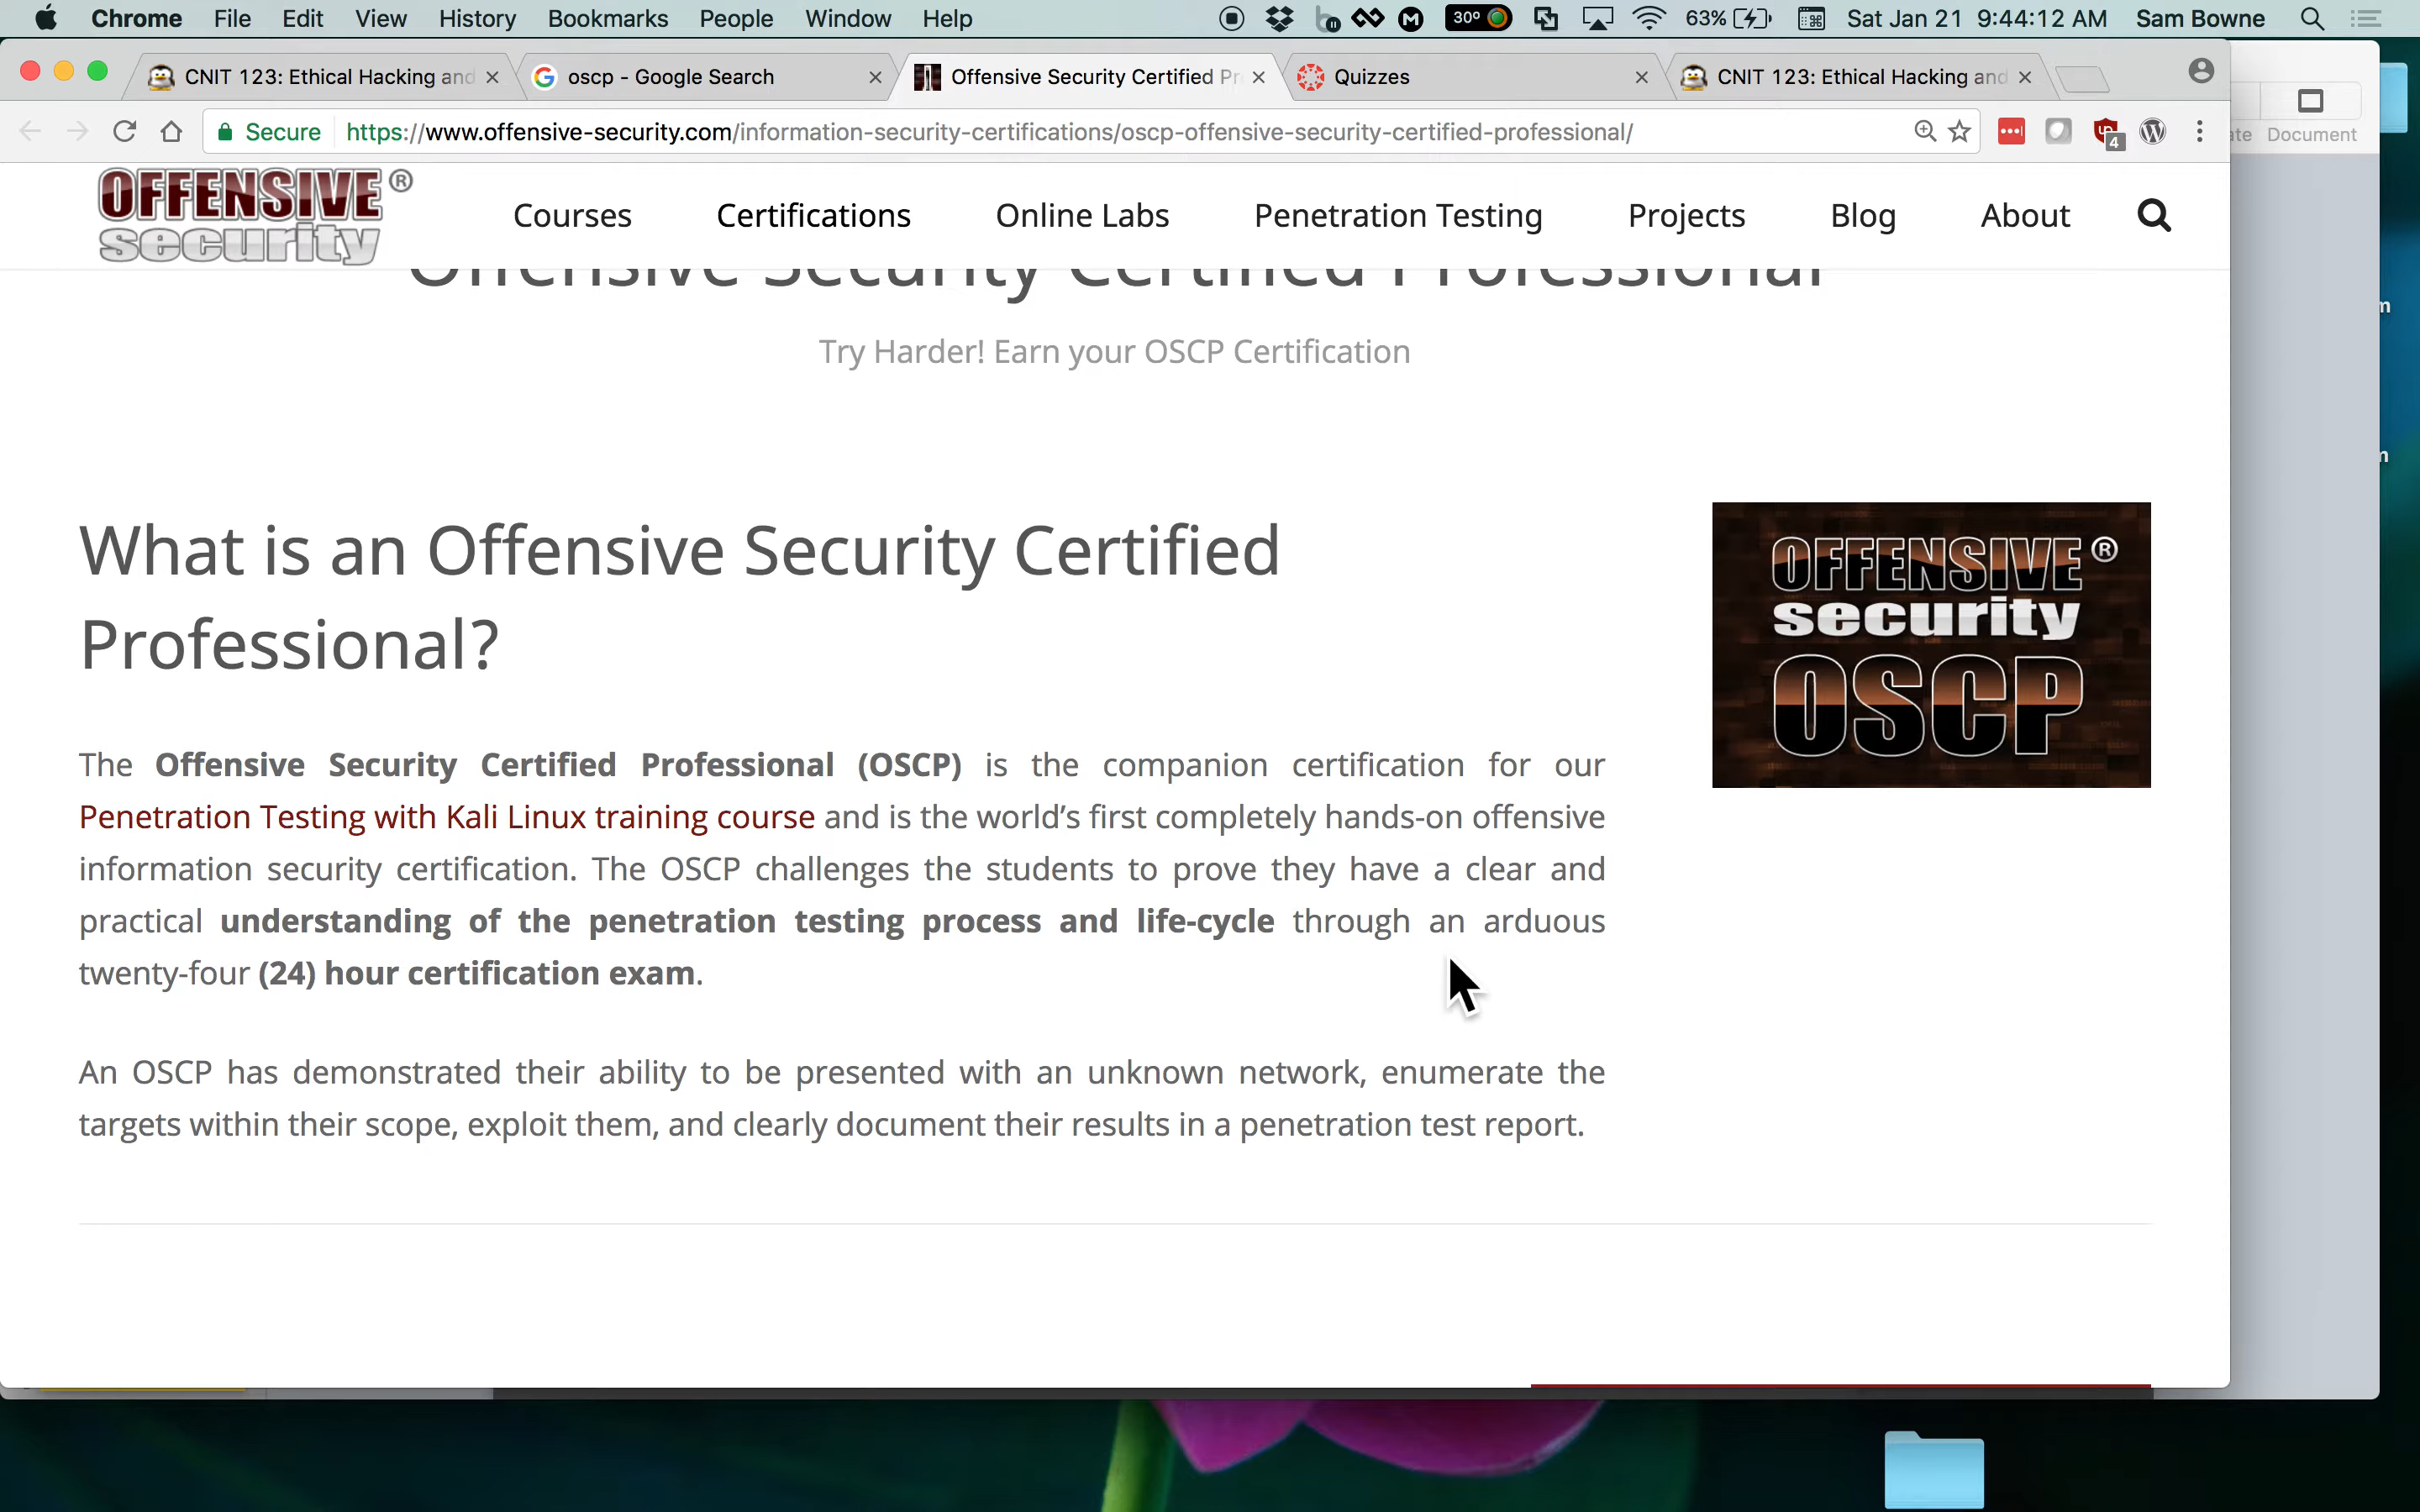 Chrome File Edit View History Bookmarks People Window Help 30° 63% Sat Jan 21 9:44:12 AM Sam Bowne
CNIT 123: Ethical Hacking and
oscp - Google Search
Offensive Security Certified Pr
Quizzes
CNIT 123: Ethical Hacking and
Secure https://www.offensive-security.com/information-security-certifications/oscp-offensive-security-certified-professional/
4
Document
OFFENSIVE ®
security
Courses Certifications Online Labs Penetration Testing Projects Blog About
Offensive Security Certified Professional
Try Harder! Earn your OSCP Certification
What is an Offensive Security Certified
Professional?
OFFENSIVE ®
security
OSCP
The Offensive Security Certified Professional (OSCP) is the companion certification for our
Penetration Testing with Kali Linux training course and is the world’s first completely hands-on offensive
information security certification. The OSCP challenges the students to prove they have a clear and
practical understanding of the penetration testing process and life-cycle through an arduous
twenty-four (24) hour certification exam.
An OSCP has demonstrated their ability to be presented with an unknown network, enumerate the
targets within their scope, exploit them, and clearly document their results in a penetration test report.